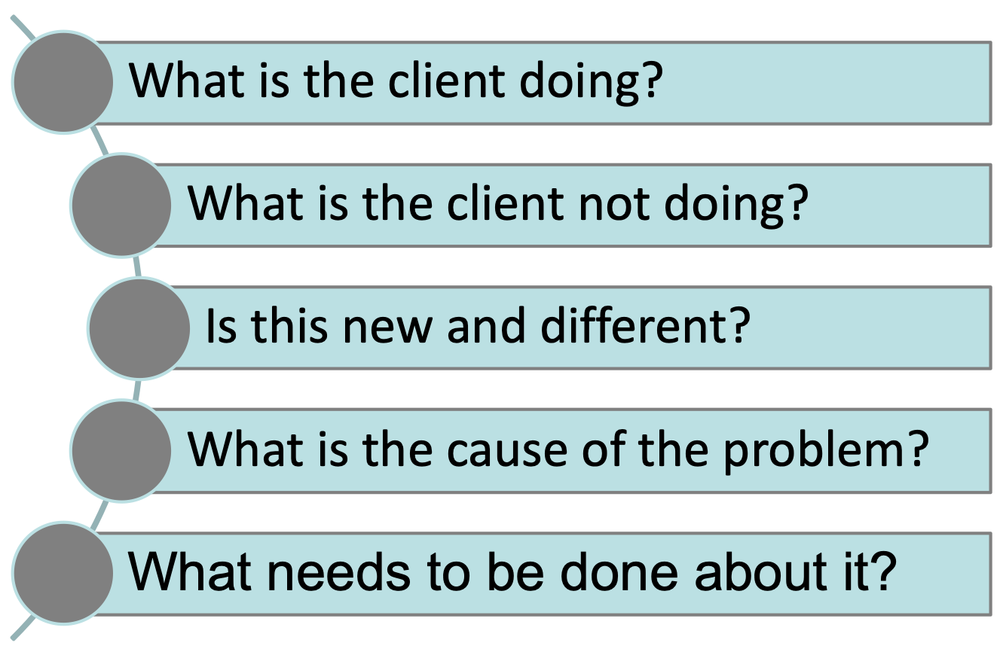 What is the client doing?
What is the client not doing?
Is this new and different?
What is the cause of the problem?
What needs to be done about it?